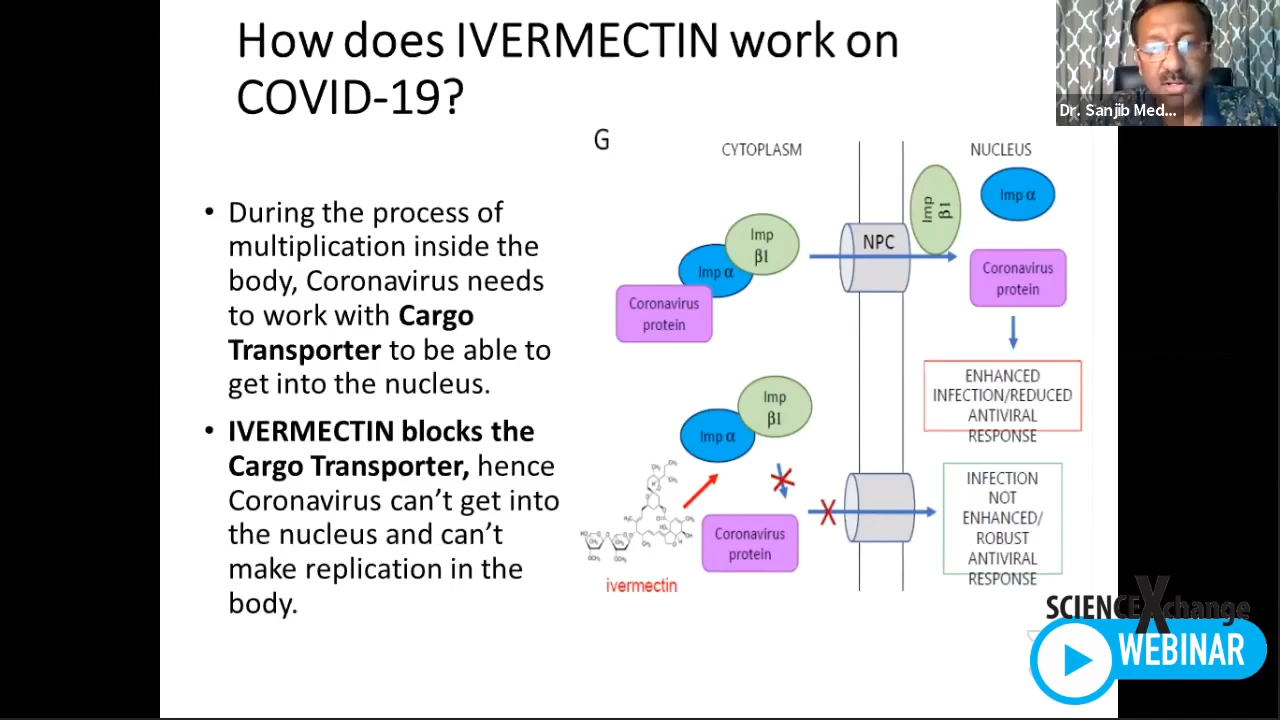 How does IVERMECTIN work on
COVID-19?
Dr. Sanjib Med...
G
CYTOPLASM
NUCLEUS
• During the process of
multiplication inside the
body, Coronavirus needs
to work with Cargo
Transporter to be able to
get into the nucleus.
• IVERMECTIN blocks the
Cargo Transporter, hence
Coronavirus can’t get into
the nucleus and can’t
make replication in the
body.
Imp
β1
Imp α
Coronavirus
protein
NPC
Imp
β1
Imp α
Coronavirus
protein
ENHANCED
INFECTION/REDUCED
ANTIVIRAL
RESPONSE
Imp
β1
Imp α
Coronavirus
protein
ivermectin
INFECTION
NOT
ENHANCED/
ROBUST
ANTIVIRAL
RESPONSE
SCIENCEXchange
WEBINAR